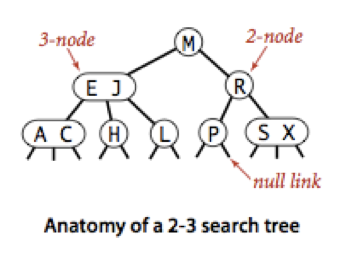 3-node
M
2-node
E J
R
A C
H
L
P
S X
null link
Anatomy of a 2-3 search tree